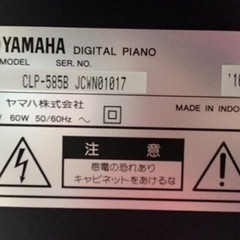 YAMAHA DIGITAL PIANO
MODEL SER NO.
CLP-585B JCWN01017
ヤマハ株式会社
60W 50/60Hz
MADE IN INDO
注意
感電の恐れあり
キャビネットをあけるな